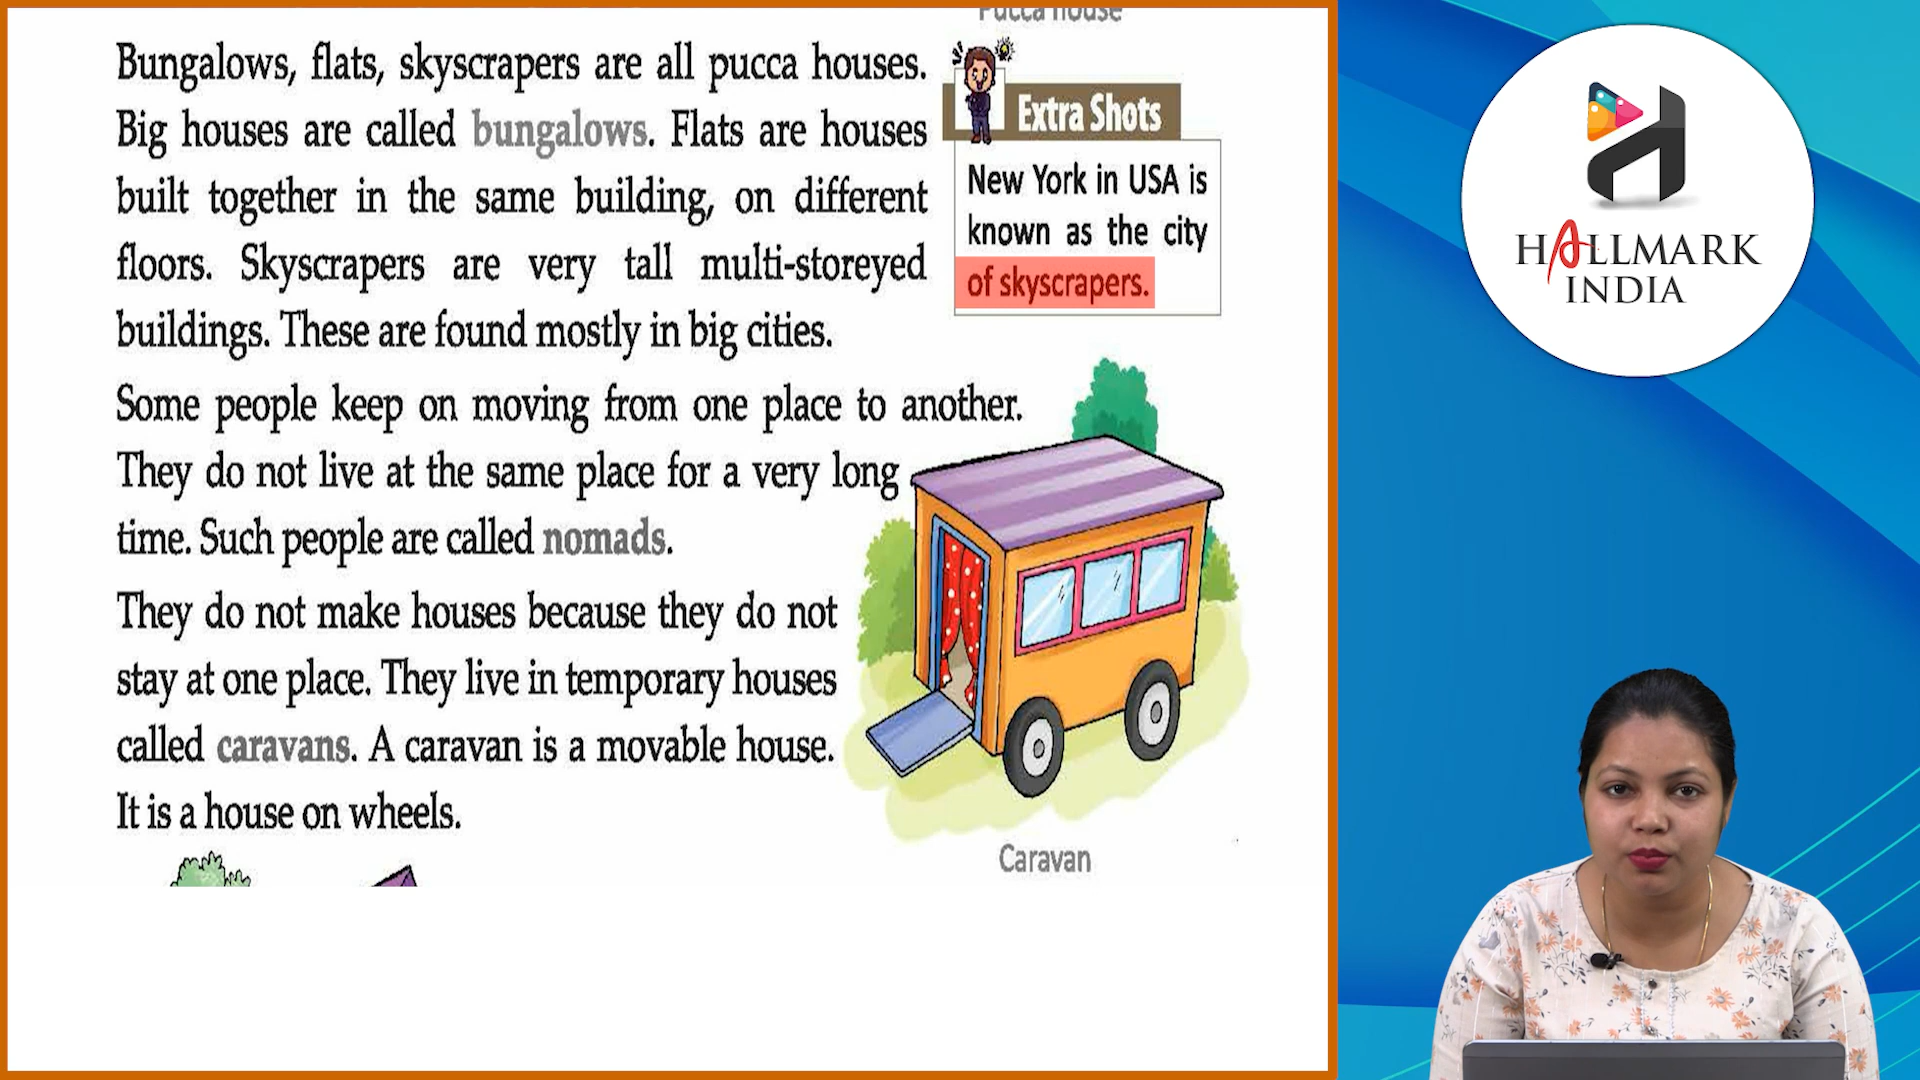 Pucca house
Bungalows, flats, skyscrapers are all pucca houses.
Big houses are called bungalows. Flats are houses
built together in the same building, on different
floors. Skyscrapers are very tall multi-storeyed
buildings. These are found mostly in big cities.
Extra Shots
New York in USA is
known as the city
of skyscrapers.
Some people keep on moving from one place to another.
They do not live at the same place for a very long
time. Such people are called nomads.
They do not make houses because they do not
stay at one place. They live in temporary houses
called caravans. A caravan is a movable house.
It is a house on wheels.
Caravan
HALLMARK
INDIA